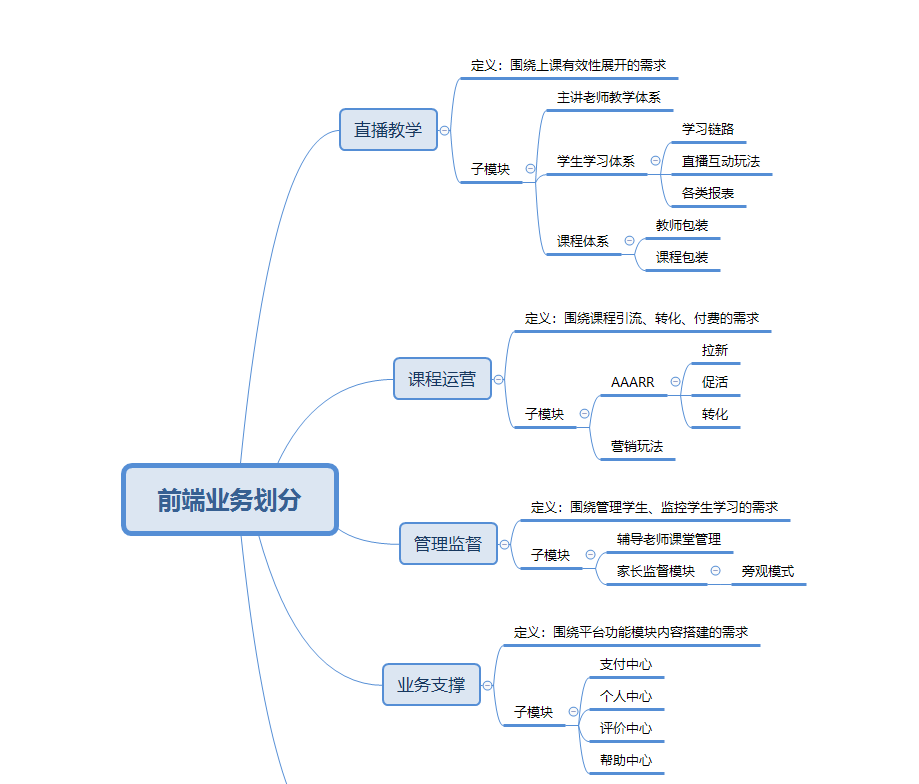 前端业务划分
直播教学
定义：围绕上课有效性展开的需求
子模块
主讲老师教学体系
学生学习体系
学习链路
直播互动玩法
各类报表
课程体系
教师包装
课程包装
课程运营
定义：围绕课程引流、转化、付费的需求
子模块
AAARR
拉新
促活
转化
营销玩法
管理监督
定义：围绕管理学生、监控学生学习的需求
子模块
辅导老师课堂管理
家长监督模块
旁观模式
业务支撑
定义：围绕平台功能模块内容搭建的需求
子模块
支付中心
个人中心
评价中心
帮助中心